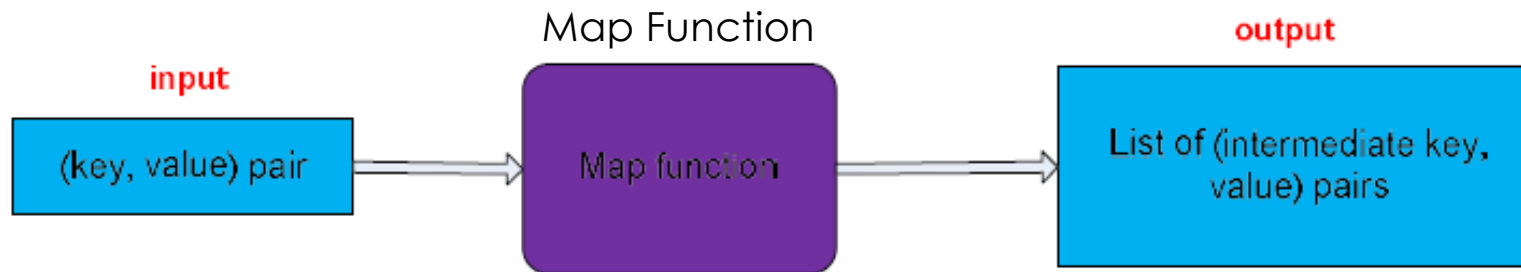 Map Function
input
output
(key, value) pair
Map function
List of (intermediate key,
value) pairs